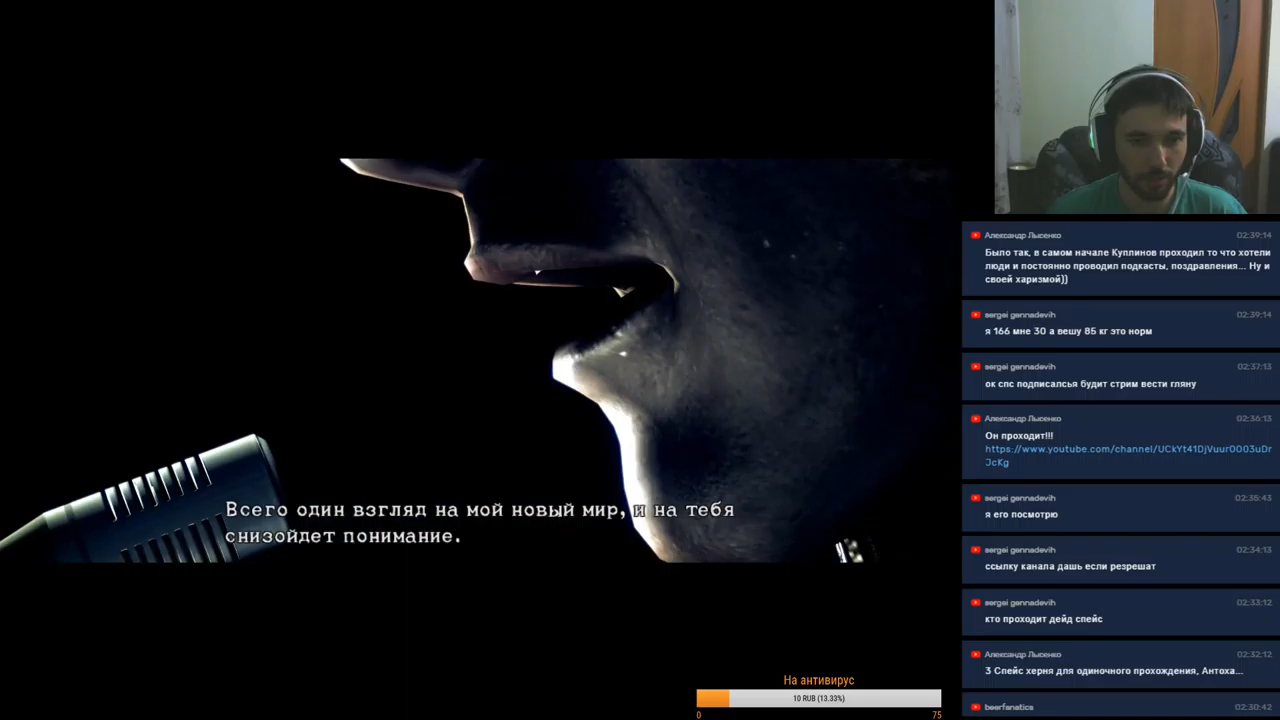 Всего один взгляд на мой новый мир, и на тебя
снизойдет понимание.
На антивирус
10 RUB (13.33%)
0
75
Александр Лысенко
02:39:14
Было так, в самом начале Куплинов проходил то что хотели
люди и постоянно проводил подкасты, поздравления... Ну и
своей харизмой))
sergei gennadevih
02:39:14
я 166 мне 30 а вешу 85 кг это норм
sergei gennadevih
02:37:13
ок спс подписалсья будит стрим вести гляну
Александр Лысенко
02:36:13
Он проходит!!!
https://www.youtube.com/channel/UCkYt41DjVuurO0O3uDr
JcKg
sergei gennadevih
02:35:43
я его посмотрю
sergei gennadevih
02:34:13
ссылку канала дашь если резрешат
sergei gennadevih
02:33:12
кто проходит дейд спейс
Александр Лысенко
02:32:12
3 Спейс херня для одиночного прохождения, Антоха...
beerfanatics
02:30:42